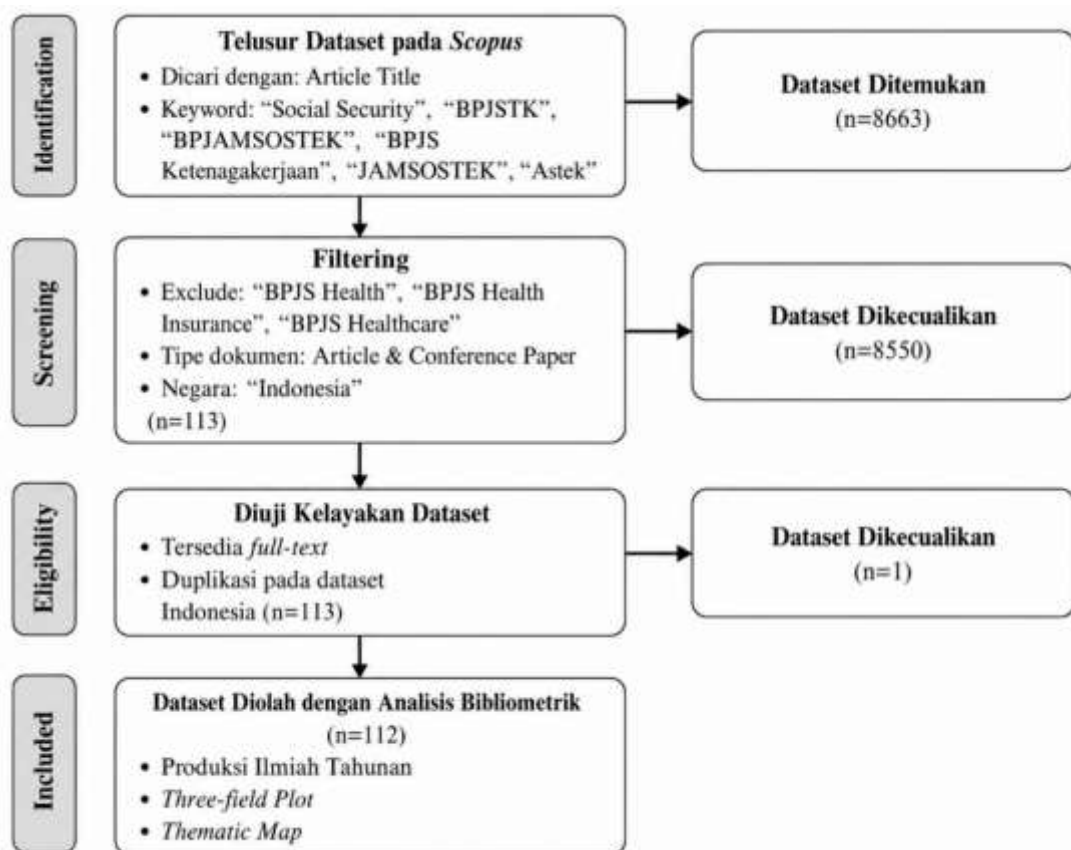 Identification
Telusur Dataset pada Scopus
• Dicari dengan: Article Title
• Keyword: “Social Security”, “BPJSTK”,
“BPJAMSOSTEK”, “BPJS
Ketenagakerjaan”, “JAMSOSTEK”, “Astek”
Dataset Ditemukan
(n=8663)
Screening
Filtering
• Exclude: “BPJS Health”, “BPJS Health
Insurance”, “BPJS Healthcare”
• Tipe dokumen: Article & Conference Paper
• Negara: “Indonesia”
(n=113)
Dataset Dikecualikan
(n=8550)
Eligibility
Diuji Kelayakan Dataset
• Tersedia full-text
• Duplikasi pada dataset
Indonesia (n=113)
Dataset Dikecualikan
(n=1)
Included
Dataset Diolah dengan Analisis Bibliometrik
(n=112)
• Produksi Ilmiah Tahunan
• Three-field Plot
• Thematic Map